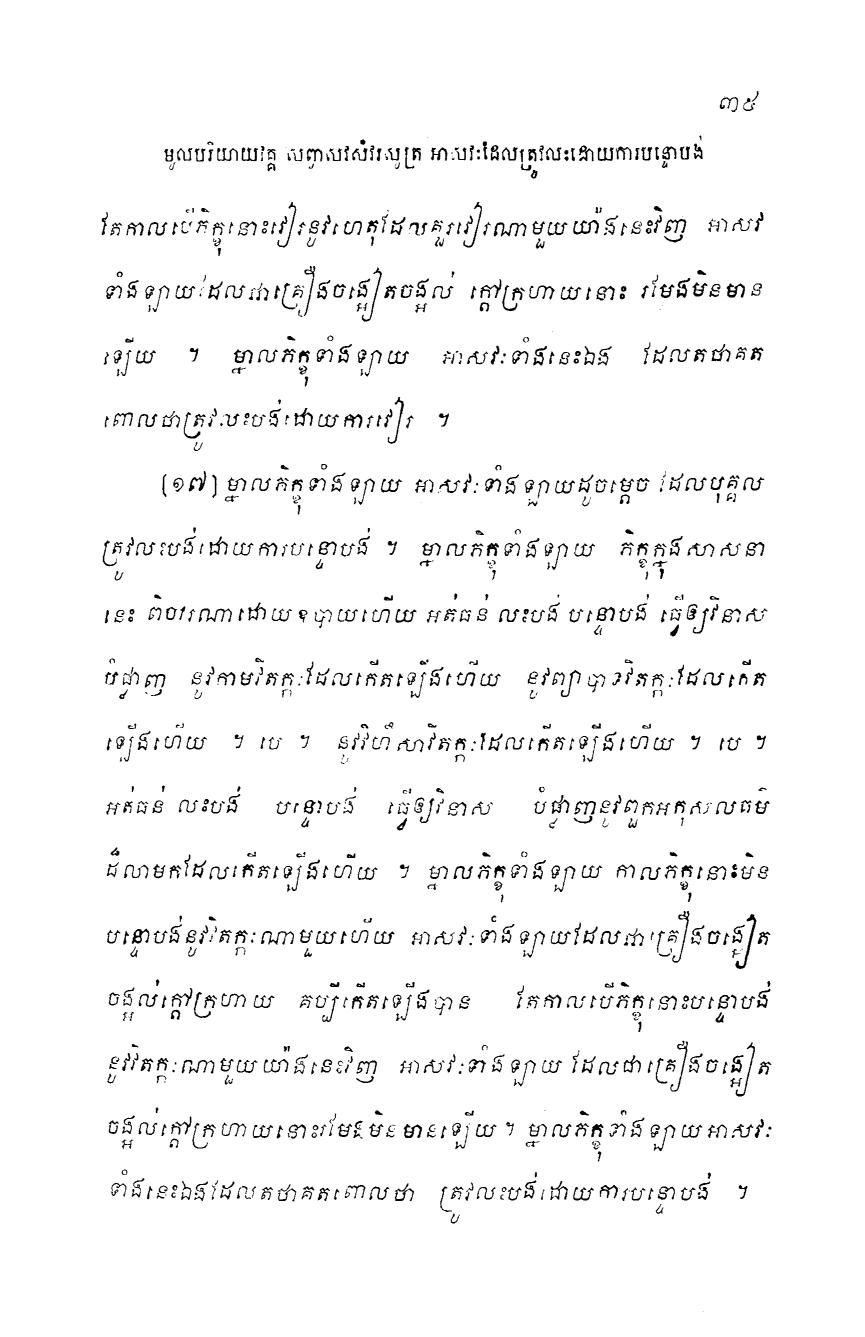 ៣៥
មូលបរិយាយវគ្គ សព្វាសវសំវរសូត្រ អាសវៈដែលត្រូវលះដោយការបន្ទោបង់
តែកាលបើភិក្ខុនោះវៀរនូវហេតុដែលគួរវៀរណាមួយយ៉ាងនេះវិញ អាសវ
ទាំងឡាយដែលជាគ្រឿងចង្អៀតចង្អល់ ក្តៅក្រហាយនោះ រមែងមិនមាន
ឡើយ ។ ម្នាលភិក្ខុទាំងឡាយ អាសវៈទាំងនេះឯង ដែលតថាគត
ពោលថាត្រូវលះបង់ដោយការវៀរ ។
[១៧] ម្នាលភិក្ខុទាំងឡាយ អាសវៈទាំងឡាយដូចម្តេច ដែលបុគ្គល
ត្រូវលះបង់ដោយការបន្ទោបង់ ។ ម្នាលភិក្ខុទាំងឡាយ ភិក្ខុក្នុងសាសនា
នេះ ពិចារណាដោយឧបាយហើយ អត់ធន់ លះបង់ បន្ទោបង់ ធ្វើឲ្យវិនាស
បំផ្លាញ នូវកាមវិតក្កៈដែលកើតឡើងហើយ នូវព្យាបាទវិតក្កៈដែលកើត
ឡើងហើយ ។ បេ ។ នូវវិហឹសាវិតក្កៈដែលកើតឡើងហើយ ។ បេ ។
អត់ធន់ លះបង់ បន្ទោបង់ ធ្វើឲ្យវិនាស បំផ្លាញនូវពួកអកុសលធម៌
ដ៏លាមកដែលកើតឡើងហើយ ។ ម្នាលភិក្ខុទាំងឡាយ កាលភិក្ខុនោះមិន
បន្ទោបង់នូវវិតក្កៈណាមួយហើយ អាសវៈទាំងឡាយដែលជាគ្រឿងចង្អៀត
ចង្អល់ក្តៅក្រហាយ គប្បីកើតឡើងបាន តែកាលបើភិក្ខុនោះបន្ទោបង់
នូវវិតក្កៈណាមួយយ៉ាងនេះវិញ អាសវៈទាំងឡាយ ដែលជាគ្រឿងចង្អៀត
ចង្អល់ក្តៅក្រហាយនោះរមែងមិនមានឡើយ ។ ម្នាលភិក្ខុទាំងឡាយអាសវៈ
ទាំងនេះឯងដែលតថាគតពោលថា ត្រូវលះបង់ដោយការបន្ទោបង់ ។